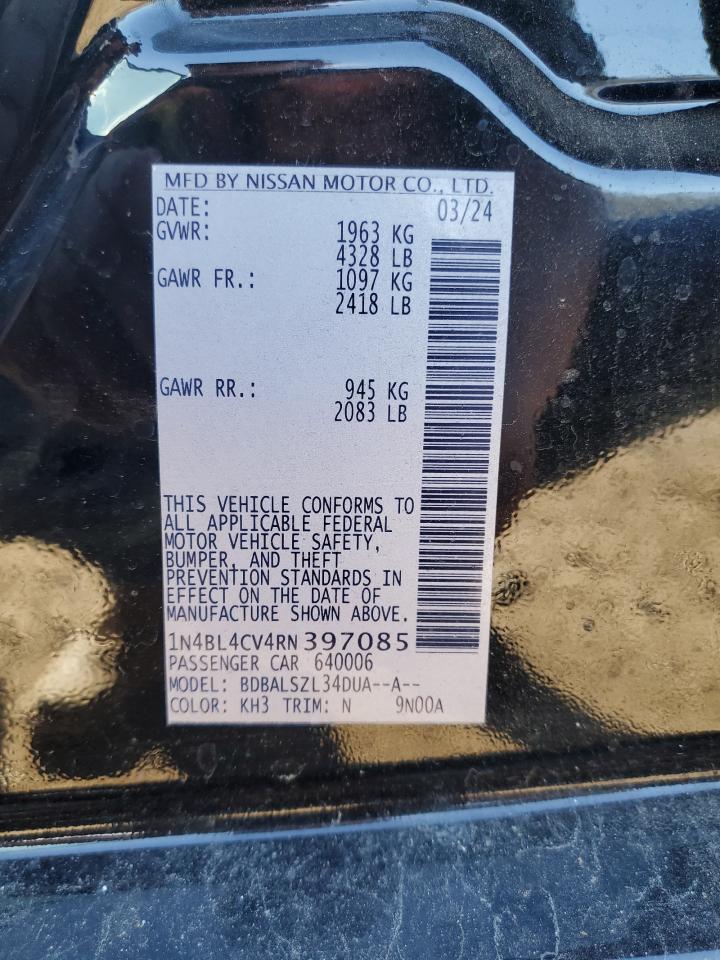 MFD BY NISSAN MOTOR CO., LTD.
DATE: 03/24
GVWR: 1963 KG
4328 LB
GAWR FR.: 1097 KG
2418 LB
GAWR RR.: 945 KG
2083 LB
THIS VEHICLE CONFORMS TO
ALL APPLICABLE FEDERAL
MOTOR VEHICLE SAFETY,
BUMPER, AND THEFT
PREVENTION STANDARDS IN
EFFECT ON THE DATE OF
MANUFACTURE SHOWN ABOVE.
1N4BL4CV4RN397085
PASSENGER CAR 640006
MODEL: BDBALSZL34DUA--A--
COLOR: KH3 TRIM: N 9N00A